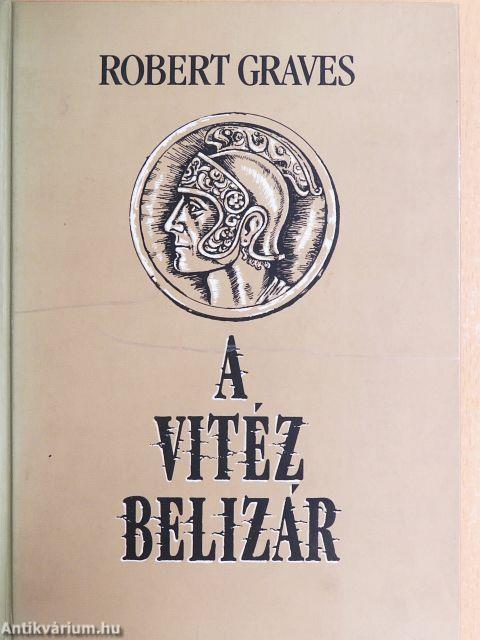 ROBERT GRAVES
A
VITÉZ
BELIZÁR
Antikvárium.hu